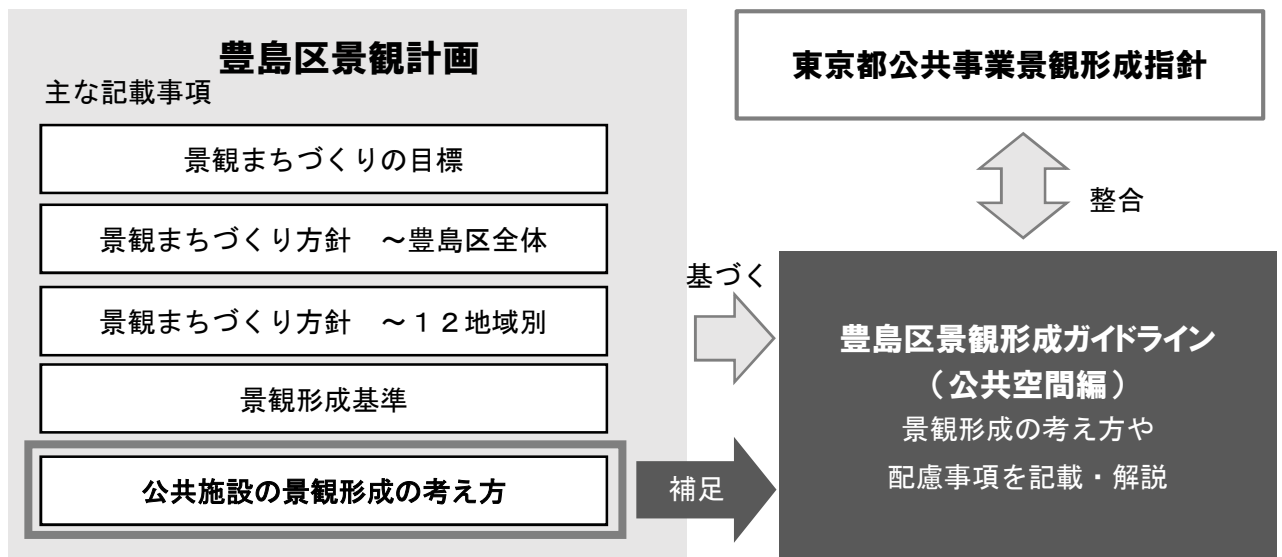 豊島区景観計画
主な記載事項
景観まちづくりの目標
景観まちづくり方針　～豊島区全体
景観まちづくり方針　～１２地域別
景観形成基準
公共施設の景観形成の考え方
基づく
補足
東京都公共事業景観形成指針
整合
豊島区景観形成ガイドライン
（公共空間編）
景観形成の考え方や
配慮事項を記載・解説